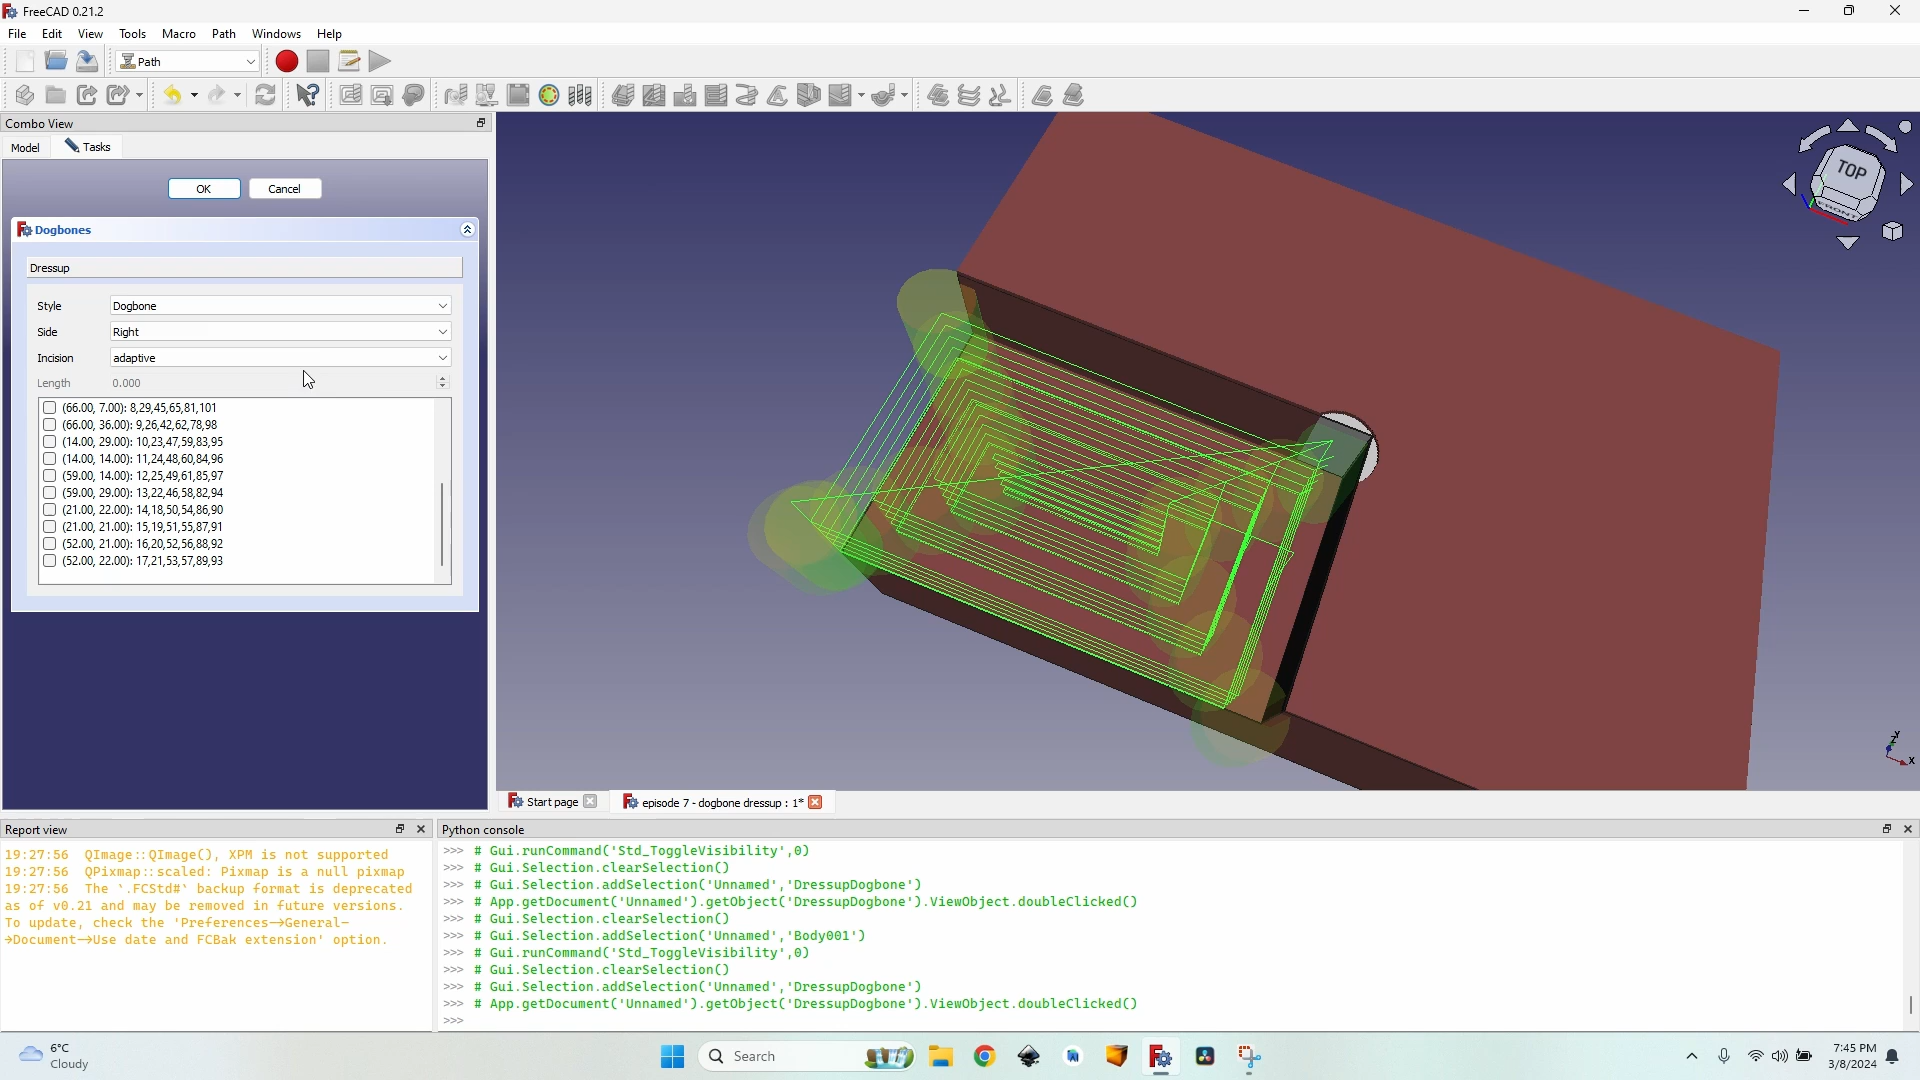 FreeCAD 0.21.2
File Edit View Tools Macro Path Windows Help
Path
Combo View
Model Tasks
OK Cancel
Dogbones
Dressup
Style Dogbone
Side Right
Incision adaptive
Length 0.000
(66.00, 7.00): 8,29,45,65,81,101
(66.00, 36.00): 9,26,42,62,78,98
(14.00, 29.00): 10,23,47,59,83,95
(14.00, 14.00): 11,24,48,60,84,96
(59.00, 14.00): 12,25,49,61,85,97
(59.00, 29.00): 13,22,46,58,82,94
(21.00, 22.00): 14,18,50,54,86,90
(21.00, 21.00): 15,19,51,55,87,91
(52.00, 21.00): 16,20,52,56,88,92
(52.00, 22.00): 17,21,53,57,89,93
TOP
FRONT
Z Y
X
Start page episode 7 - dogbone dressup : 1*
Report view
19:27:56 QImage::QImage(), XPM is not supported
19:27:56 QPixmap::scaled: Pixmap is a null pixmap
19:27:56 The `.FCStd#` backup format is deprecated
as of v0.21 and may be removed in future versions.
To update, check the 'Preferences→General-
→Document→Use date and FCBak extension' option.
Python console
>>> # Gui.runCommand('Std_ToggleVisibility',0)
>>> # Gui.Selection.clearSelection()
>>> # Gui.Selection.addSelection('Unnamed','DressupDogbone')
>>> # App.getDocument('Unnamed').getObject('DressupDogbone').ViewObject.doubleClicked()
>>> # Gui.Selection.clearSelection()
>>> # Gui.Selection.addSelection('Unnamed','Body001')
>>> # Gui.runCommand('Std_ToggleVisibility',0)
>>> # Gui.Selection.clearSelection()
>>> # Gui.Selection.addSelection('Unnamed','DressupDogbone')
>>> # App.getDocument('Unnamed').getObject('DressupDogbone').ViewObject.doubleClicked()
>>>
6°C
Cloudy
Search
7:45 PM
3/8/2024